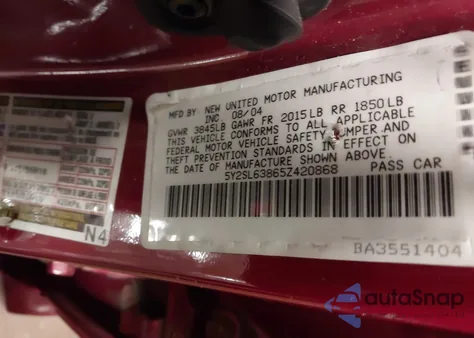 MFD BY NEW UNITED MOTOR MANUFACTURING
INC 08/04
GVWR 3845LB GAWR FR 2015LB RR 1850LB
THIS VEHICLE CONFORMS TO ALL APPLICABLE
FEDERAL MOTOR VEHICLE SAFETY BUMPER AND
THEFT PREVENTION STANDARDS IN EFFECT ON
THE DATE OF MANUFACTURE SHOWN ABOVE.
5Y2SL63865Z420868 PASS CAR
BA3551404
N4
autoSnap